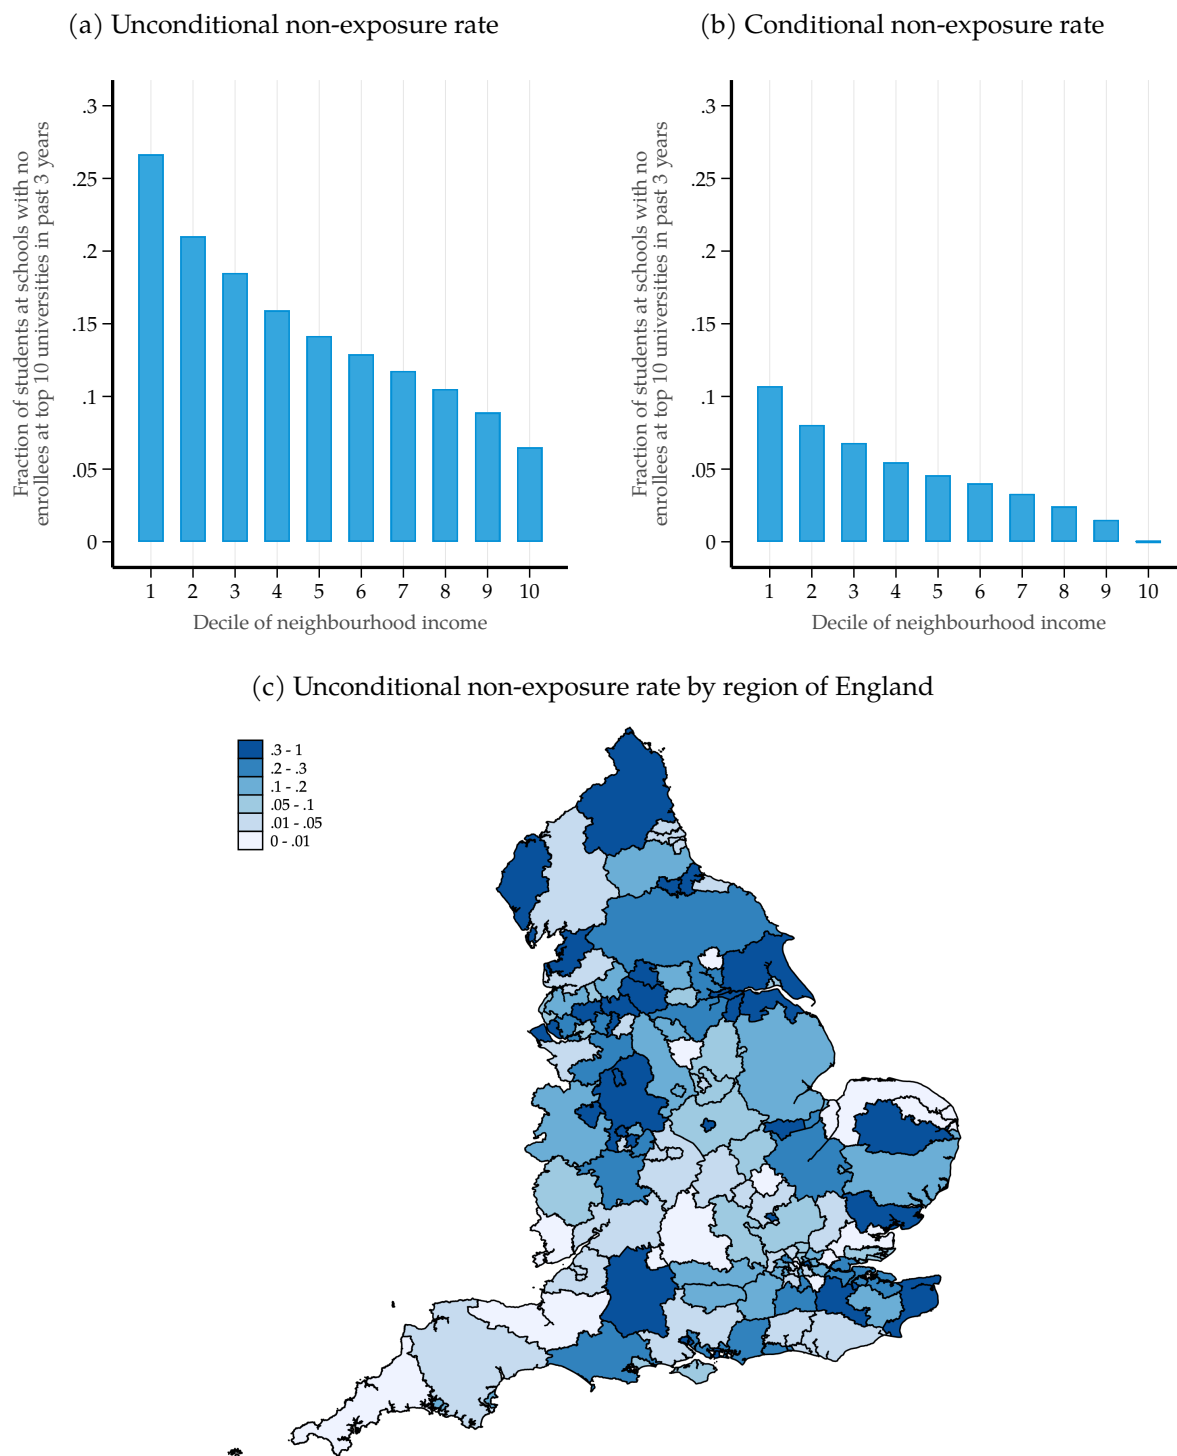 (a) Unconditional non-exposure rate
Fraction of students at schools with no
enrollees at top 10 universities in past 3 years
.3
.25
.2
.15
.1
.05
0
1 2 3 4 5 6 7 8 9 10
Decile of neighbourhood income
(b) Conditional non-exposure rate
Fraction of students at schools with no
enrollees at top 10 universities in past 3 years
.3
.25
.2
.15
.1
.05
0
1 2 3 4 5 6 7 8 9 10
Decile of neighbourhood income
(c) Unconditional non-exposure rate by region of England
.3 - 1
.2 - .3
.1 - .2
.05 - .1
.01 - .05
0 - .01